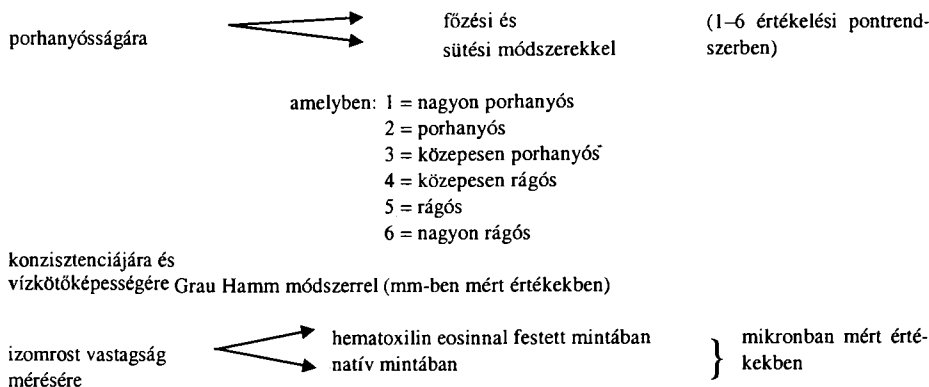 porhanyósságára
főzési és
sütési módszerekkel
(1–6 értékelési pontrend-
szerben)
amelyben: 1 = nagyon porhanyós
2 = porhanyós
3 = közepesen porhanyós
4 = közepesen rágós
5 = rágós
6 = nagyon rágós
konzisztenciájára és
vízkötőképességére Grau Hamm módszerrel (mm-ben mért értékekben)
izomrost vastagság
mérésére
hematoxilin eosinnal festett mintában
natív mintában
} mikronban mért érté-
kekben